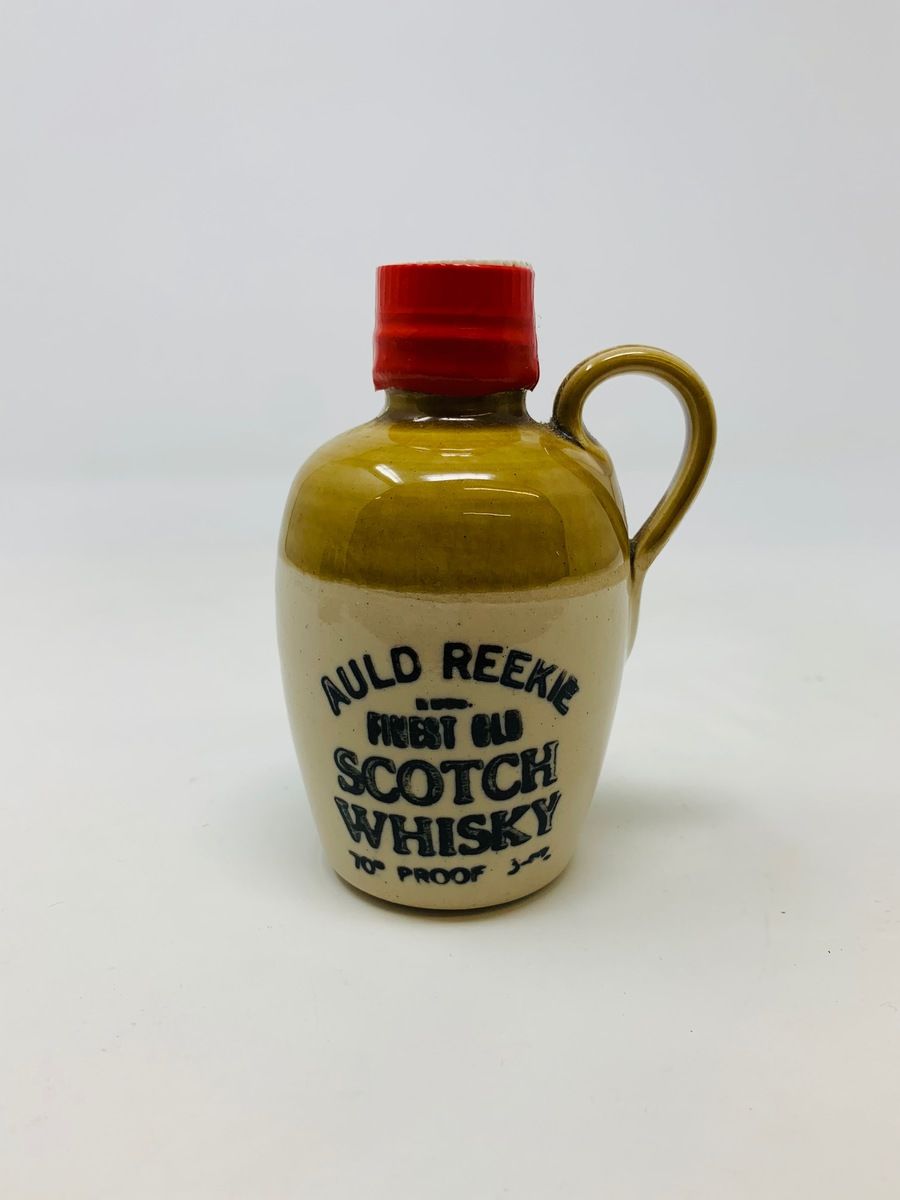 AULD REEKIE
FINEST OLD
SCOTCH
WHISKY
70° PROOF